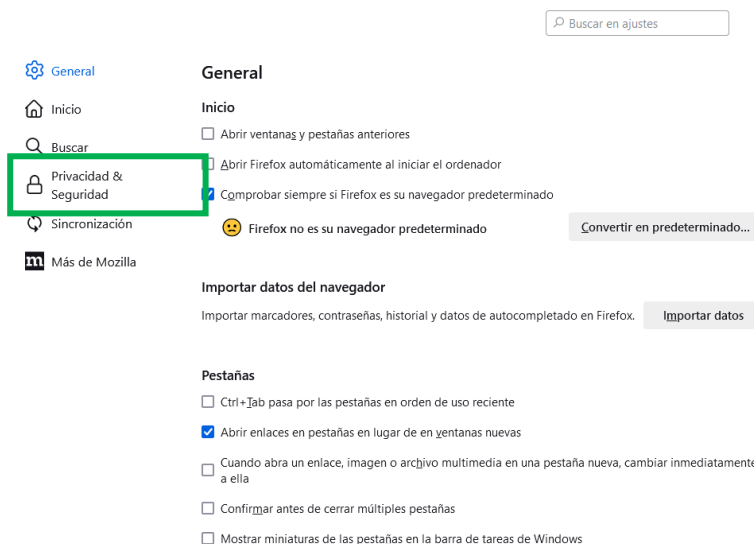 Buscar en ajustes
General
Inicio
Buscar
Privacidad &
Seguridad
Sincronización
m Más de Mozilla
General
Inicio
Abrir ventanas y pestañas anteriores
Abrir Firefox automáticamente al iniciar el ordenador
Comprobar siempre si Firefox es su navegador predeterminado
Firefox no es su navegador predeterminado
Convertir en predeterminado...
Importar datos del navegador
Importar marcadores, contraseñas, historial y datos de autocompletado en Firefox.
Importar datos
Pestañas
Ctrl+Tab pasa por las pestañas en orden de uso reciente
Abrir enlaces en pestañas en lugar de en ventanas nuevas
Cuando abra un enlace, imagen o archivo multimedia en una pestaña nueva, cambiar inmediatamente
a ella
Confirmar antes de cerrar múltiples pestañas
Mostrar miniaturas de las pestañas en la barra de tareas de Windows